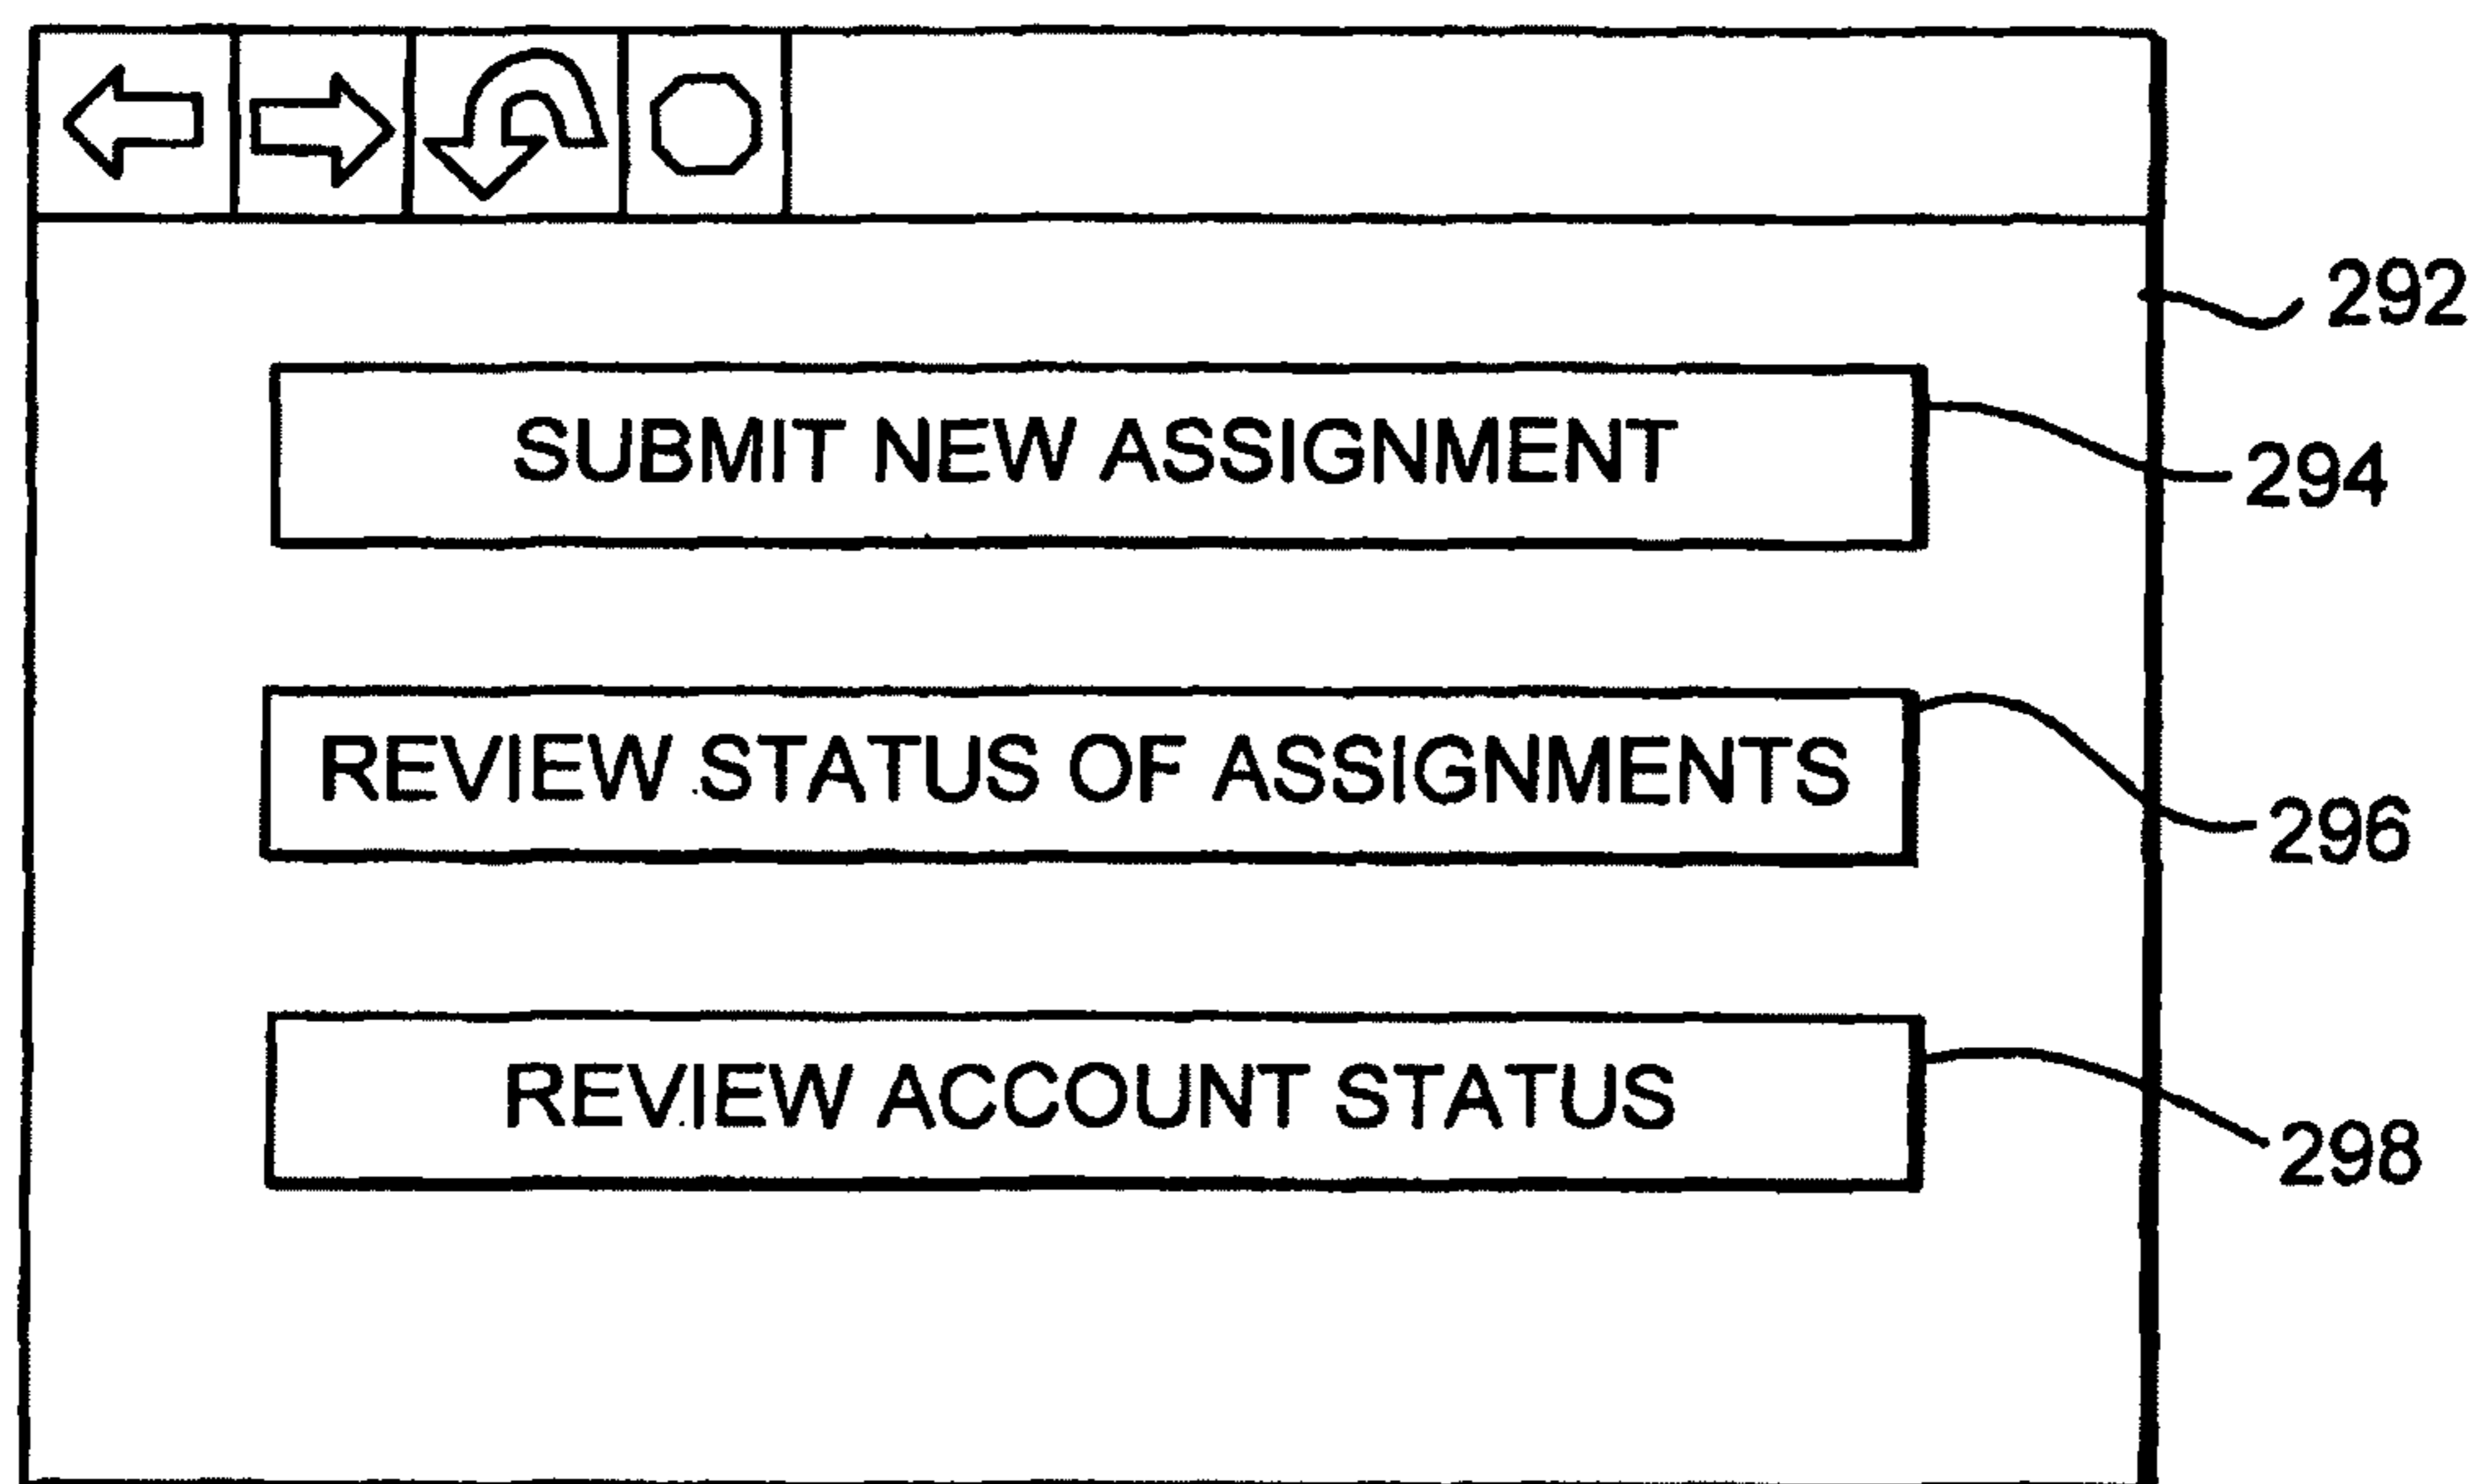 292
SUBMIT NEW ASSIGNMENT
294
REVIEW STATUS OF ASSIGNMENTS
296
REVIEW ACCOUNT STATUS
298